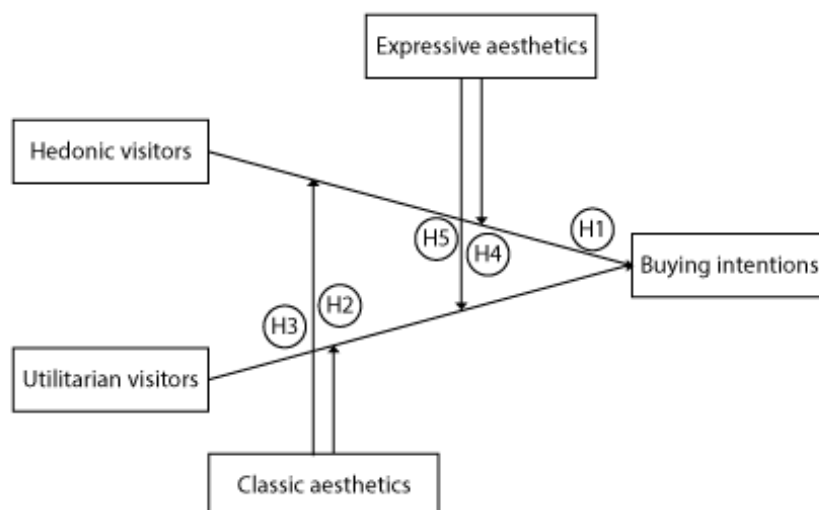 Expressive aesthetics
Hedonic visitors
H1
H5
H4
Buying intentions
H2
H3
Utilitarian visitors
Classic aesthetics